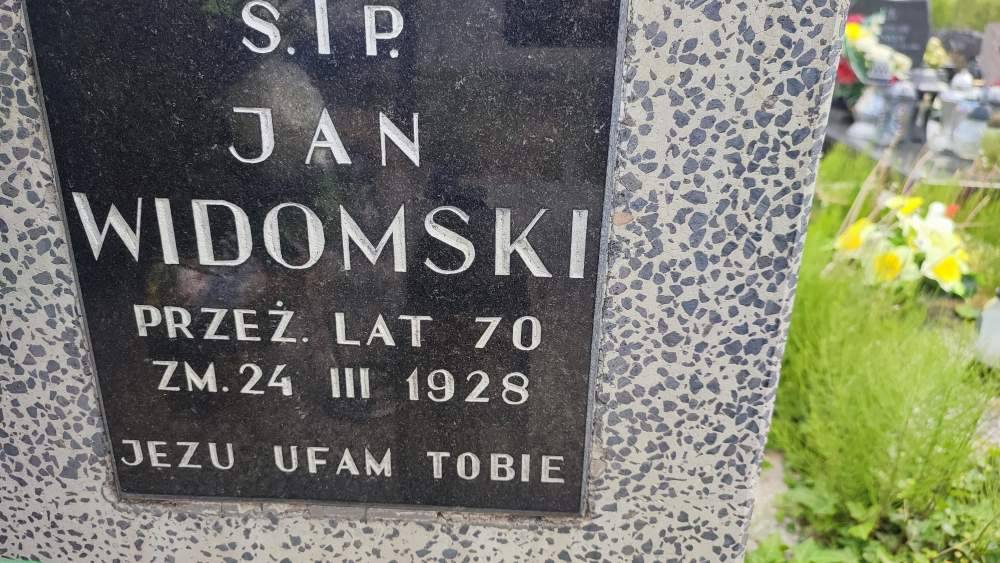 Ś.†P.
JAN
WIDOMSKI
PRZEŻ. LAT 70
ZM. 24 III 1928
JEZU UFAM TOBIE